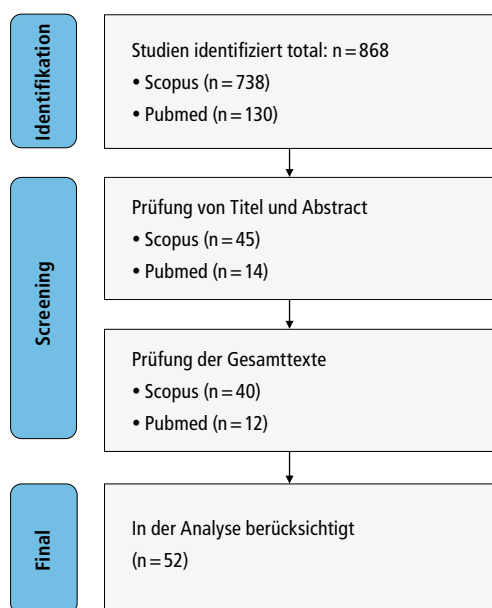 Identifikation
Studien identifiziert total: n = 868
• Scopus (n = 738)
• Pubmed (n = 130)
Screening
Prüfung von Titel und Abstract
• Scopus (n = 45)
• Pubmed (n = 14)
Prüfung der Gesamttexte
• Scopus (n = 40)
• Pubmed (n = 12)
Final
In der Analyse berücksichtigt
(n = 52)